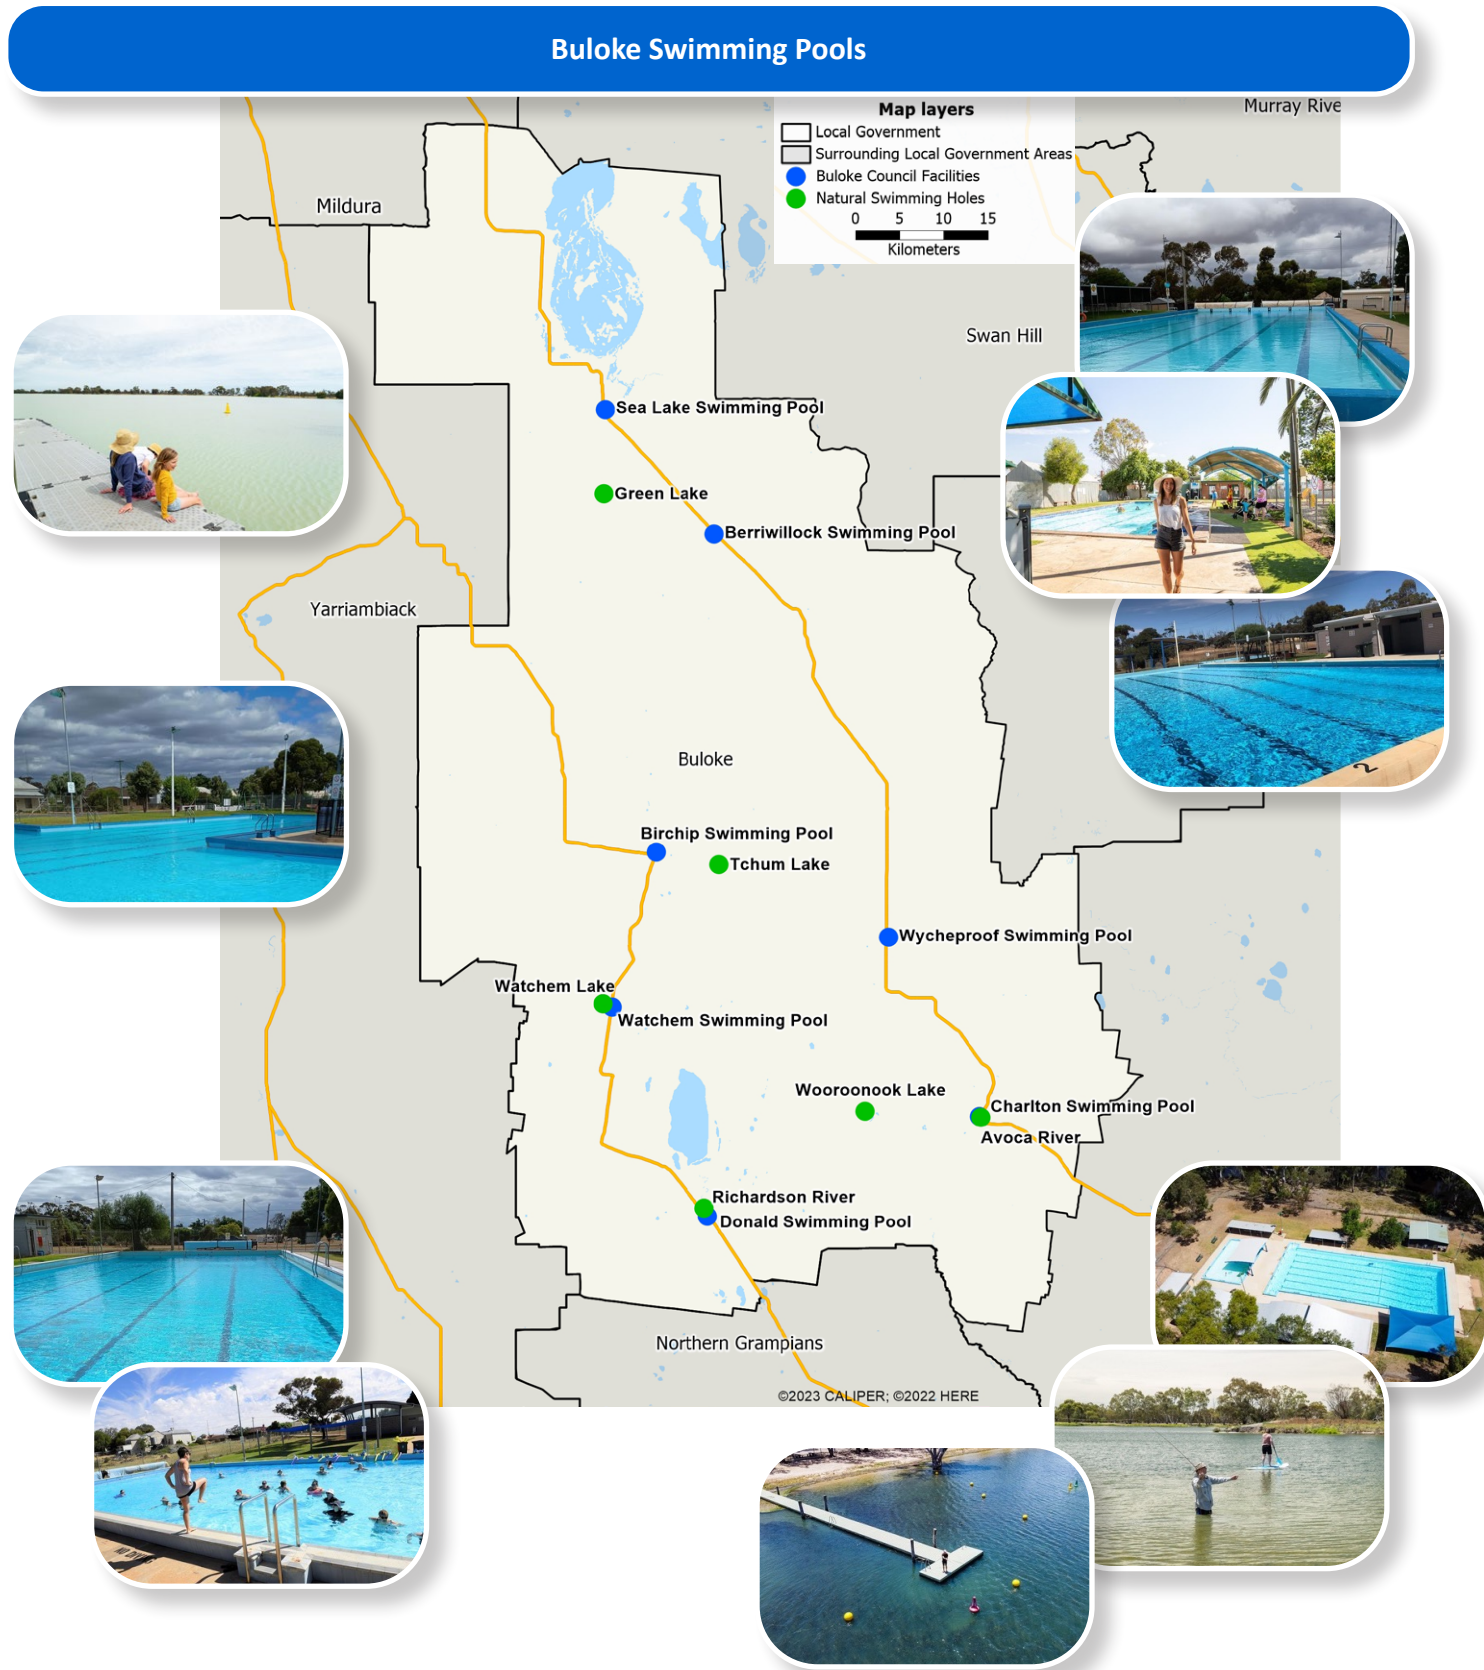 Buloke Swimming Pools
Map layers
Local Government
Surrounding Local Government Areas
Buloke Council Facilities
Natural Swimming Holes
0 5 10 15
Kilometers
Murray Rive
Mildura
Swan Hill
Sea Lake Swimming Pool
Green Lake
Berriwillock Swimming Pool
Yarriambiack
Buloke
2
Birchip Swimming Pool
Tchum Lake
Wycheproof Swimming Pool
Watchem Lake
Watchem Swimming Pool
Wooroonook Lake
Charlton Swimming Pool
Avoca River
Richardson River
Donald Swimming Pool
Northern Grampians
©2023 CALIPER; ©2022 HERE